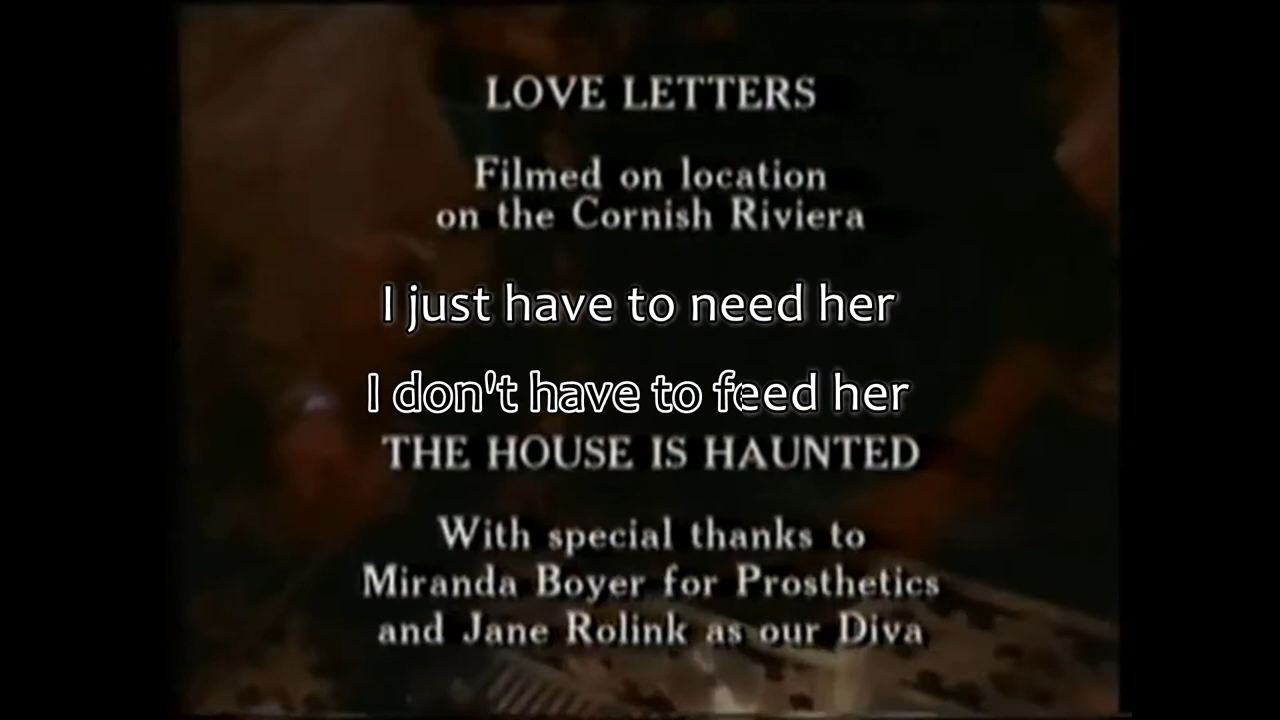 LOVE LETTERS
Filmed on location
on the Cornish Riviera
I just have to need her
I don't have to feed her
THE HOUSE IS HAUNTED
With special thanks to
Miranda Boyer for Prosthetics
and Jane Rolink as our Diva